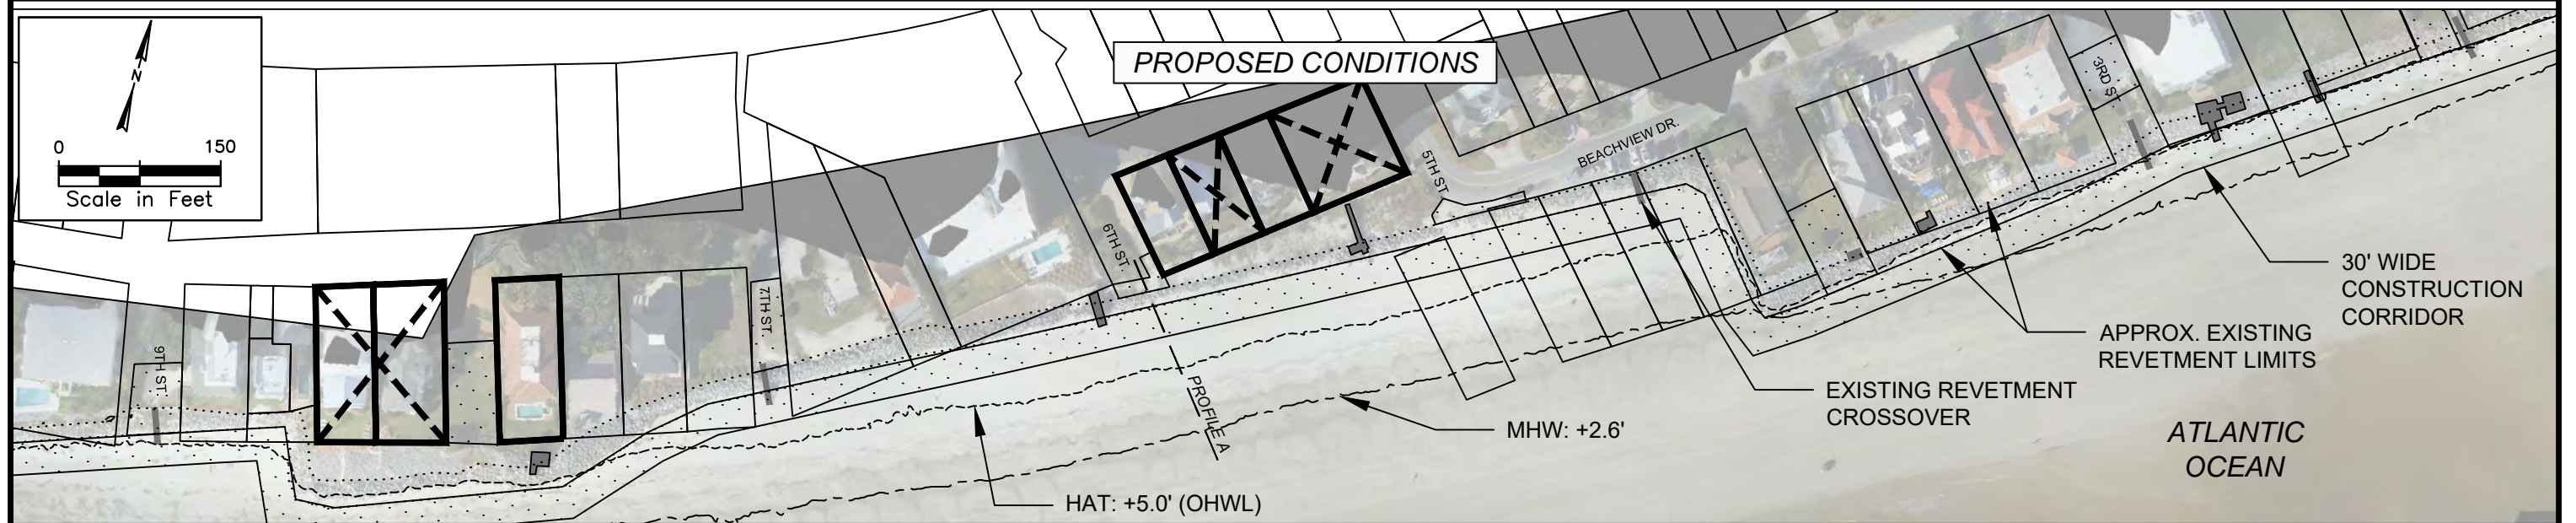 PROPOSED CONDITIONS
N
0 150
Scale in Feet
3RD ST.
BEACHVIEW DR.
5TH ST.
6TH ST.
7TH ST.
9TH ST.
30' WIDE
CONSTRUCTION
CORRIDOR
APPROX. EXISTING
REVETMENT LIMITS
EXISTING REVETMENT
CROSSOVER
PROFILE A
MHW: +2.6'
ATLANTIC
OCEAN
HAT: +5.0' (OHWL)